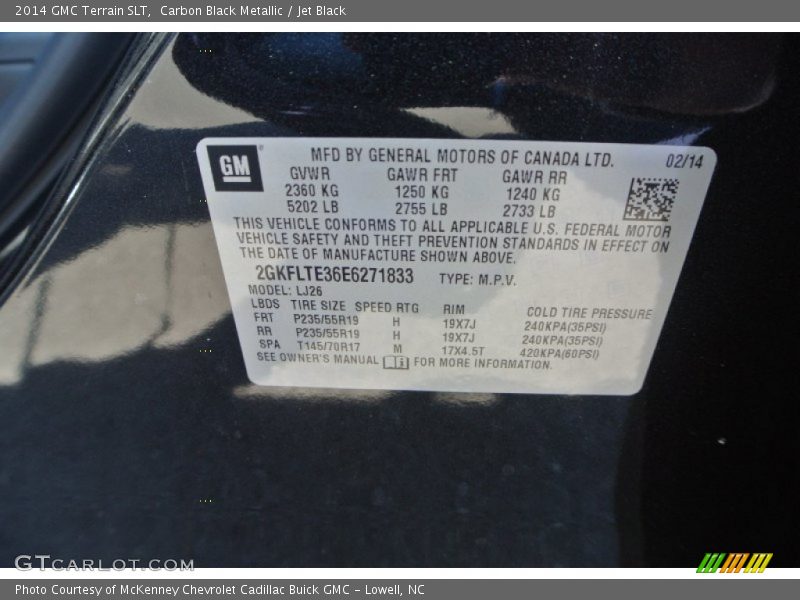 2014 GMC Terrain SLT, Carbon Black Metallic / Jet Black
GM
MFD BY GENERAL MOTORS OF CANADA LTD. 02/14
GVWR GAWR FRT GAWR RR
2360 KG 1250 KG 1240 KG
5202 LB 2755 LB 2733 LB
THIS VEHICLE CONFORMS TO ALL APPLICABLE U.S. FEDERAL MOTOR
VEHICLE SAFETY AND THEFT PREVENTION STANDARDS IN EFFECT ON
THE DATE OF MANUFACTURE SHOWN ABOVE.
2GKFLTE36E6271833 TYPE: M.P.V.
MODEL: LJ26
LBDS TIRE SIZE SPEED RTG RIM COLD TIRE PRESSURE
FRT P235/55R19 H 19X7J 240KPA(35PSI)
RR P235/55R19 H 19X7J 240KPA(35PSI)
SPA T145/70R17 M 17X4.5T 420KPA(60PSI)
SEE OWNER'S MANUAL FOR MORE INFORMATION.
GTCARLOT.COM
Photo Courtesy of McKenney Chevrolet Cadillac Buick GMC - Lowell, NC